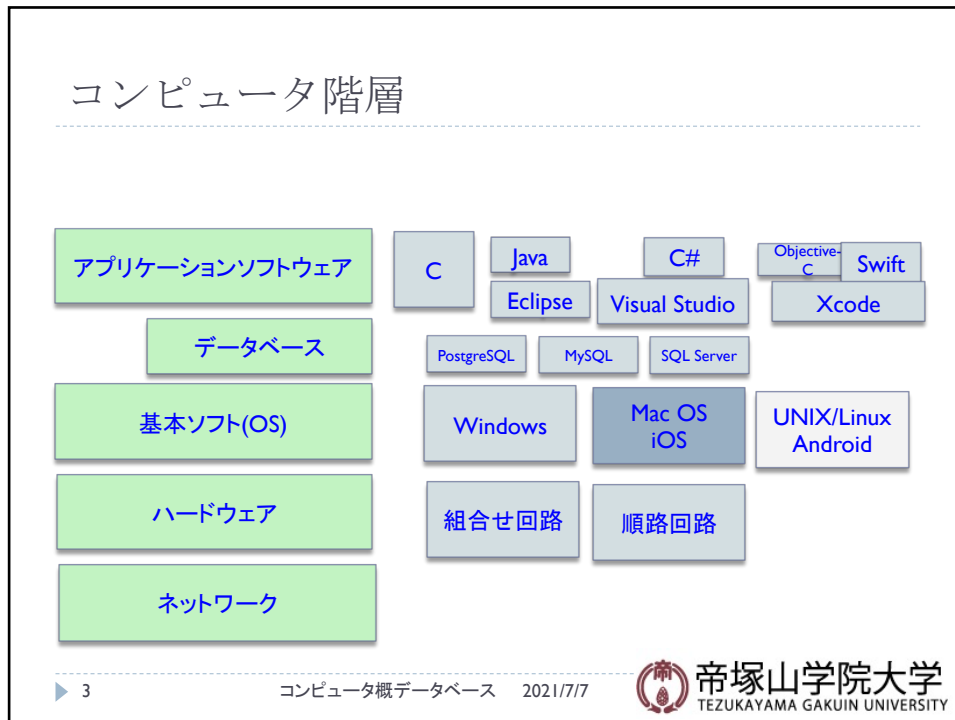 コンピュータ階層
アプリケーションソフトウェア
C
Java
Eclipse
C#
Visual Studio
Objective-
C
Swift
Xcode
データベース
PostgreSQL
MySQL
SQL Server
基本ソフト(OS)
Windows
Mac OS
iOS
UNIX/Linux
Android
ハードウェア
組合せ回路
順路回路
ネットワーク
3
コンピュータ概データベース 2021/7/7
帝
帝塚山学院大学
TEZUKAYAMA GAKUIN UNIVERSITY